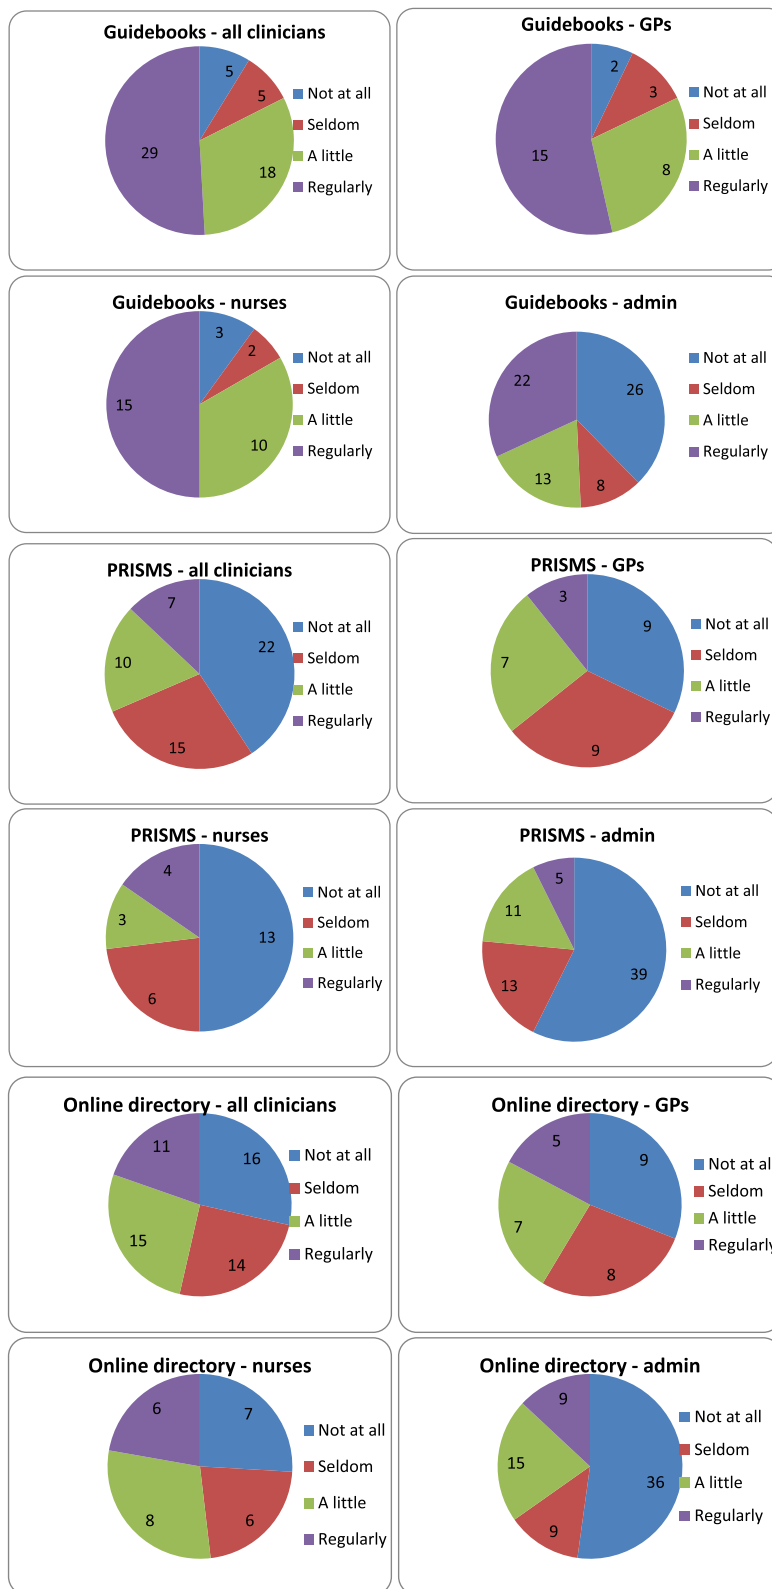 Guidebooks - all clinicians
5
5
18
29
Not at all
Seldom
A little
Regularly
Guidebooks - GPs
2
3
8
15
Not at all
Seldom
A little
Regularly
Guidebooks - nurses
3
2
10
15
Not at all
Seldom
A little
Regularly
Guidebooks - admin
26
8
13
22
Not at all
Seldom
A little
Regularly
PRISMS - all clinicians
22
15
10
7
Not at all
Seldom
A little
Regularly
PRISMS - GPs
9
9
7
3
Not at all
Seldom
A little
Regularly
PRISMS - nurses
13
6
3
4
Not at all
Seldom
A little
Regularly
PRISMS - admin
39
13
11
5
Not at all
Seldom
A little
Regularly
Online directory - all clinicians
16
14
15
11
Not at all
Seldom
A little
Regularly
Online directory - GPs
9
8
7
5
Not at all
Seldom
A little
Regularly
Online directory - nurses
7
6
8
6
Not at all
Seldom
A little
Regularly
Online directory - admin
36
9
15
9
Not at all
Seldom
A little
Regularly